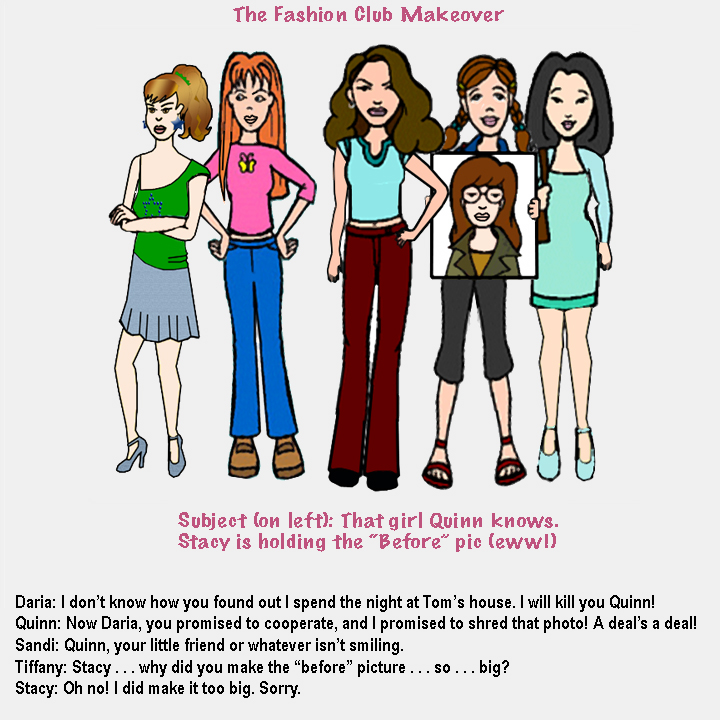 The Fashion Club Makeover
Subject (on left): That girl Quinn knows.
Stacy is holding the "Before" pic (eww!)
Daria: I don't know how you found out I spend the night at Tom's house. I will kill you Quinn!
Quinn: Now Daria, you promised to cooperate, and I promised to shred that photo! A deal's a deal!
Sandi: Quinn, your little friend or whatever isn't smiling.
Tiffany: Stacy . . . why did you make the “before” picture . . . so . . . big?
Stacy: Oh no! I did make it too big. Sorry.